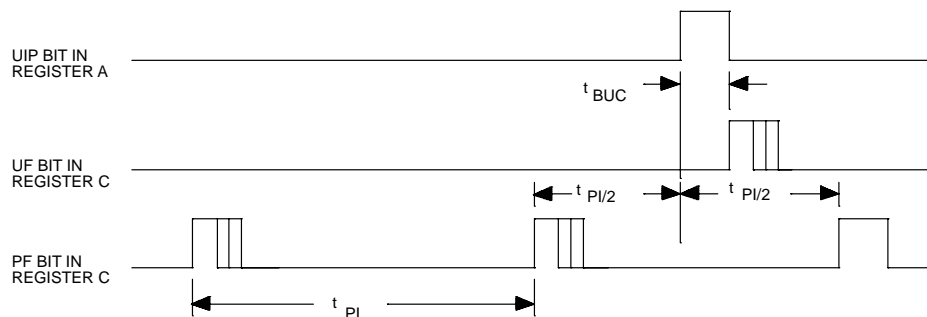 UIP BIT IN
REGISTER A
t BUC
UF BIT IN
REGISTER C
t PI/2
t PI/2
PF BIT IN
REGISTER C
t PI